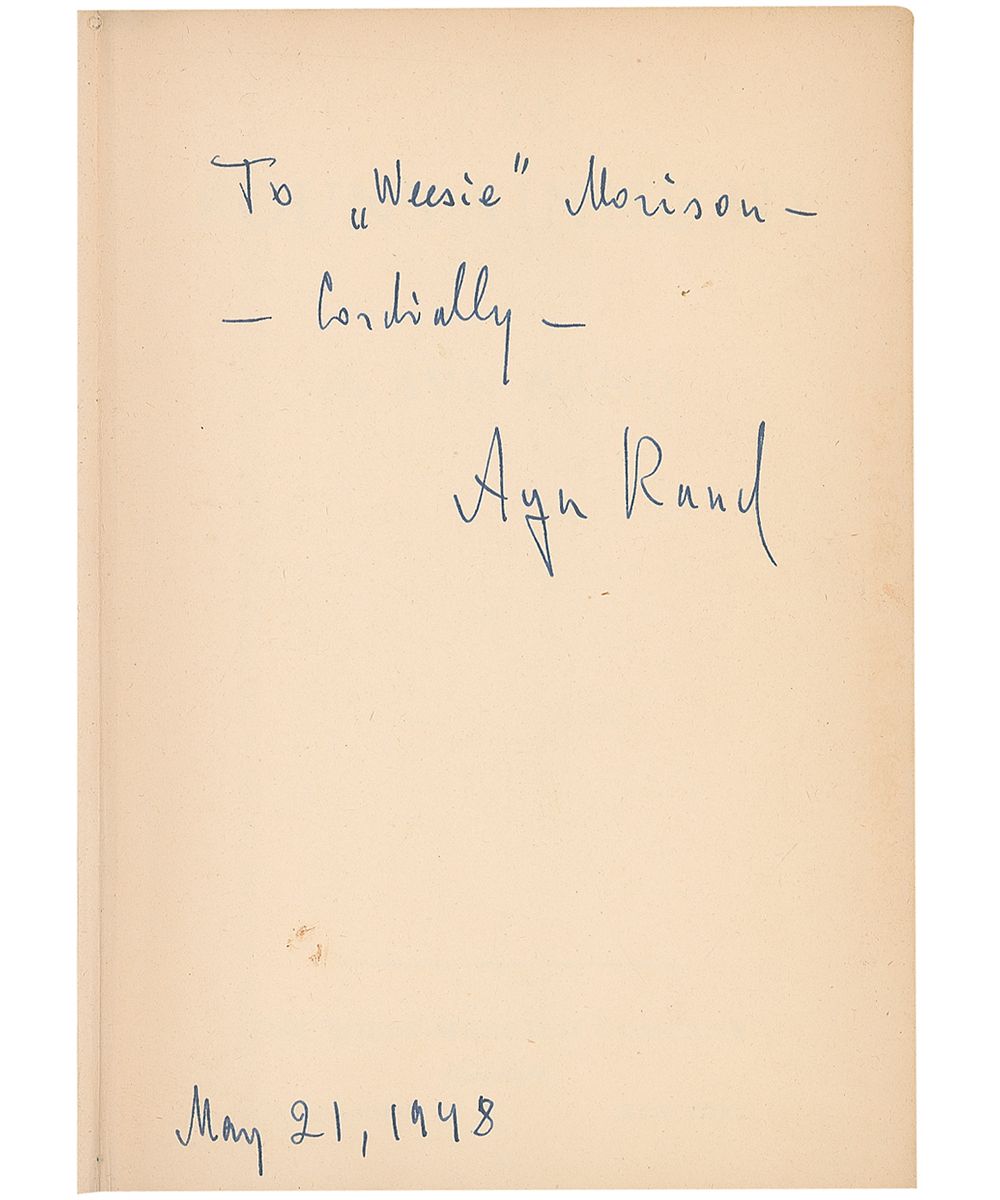 To „Weesie” Morison –
– Cordially –
Ayn Rand
May 21, 1948